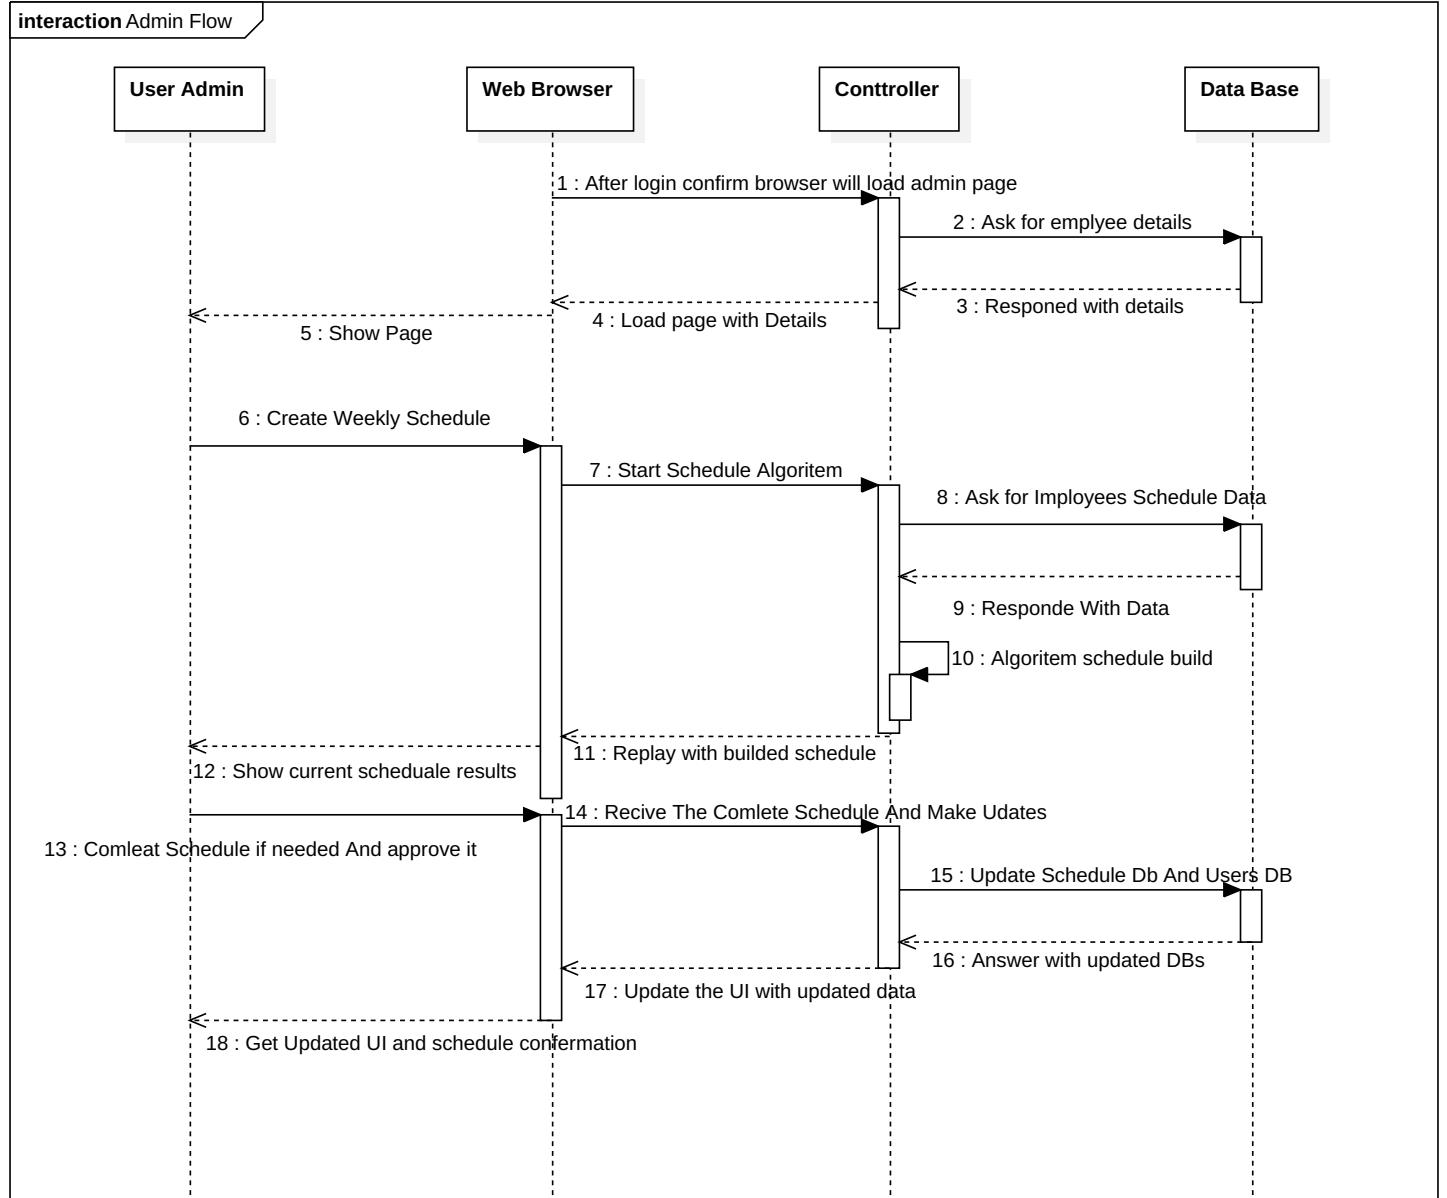 interaction Admin Flow
User Admin
Web Browser
Conttroller
Data Base
1 : After login confirm browser will load admin page
2 : Ask for emplyee details
3 : Responed with details
4 : Load page with Details
5 : Show Page
6 : Create Weekly Schedule
7 : Start Schedule Algoritem
8 : Ask for Imployees Schedule Data
9 : Responde With Data
10 : Algoritem schedule build
11 : Replay with builded schedule
12 : Show current scheduale results
13 : Comleat Schedule if needed And approve it
14 : Recive The Comlete Schedule And Make Udates
15 : Update Schedule Db And Users DB
16 : Answer with updated DBs
17 : Update the UI with updated data
18 : Get Updated UI and schedule confermation